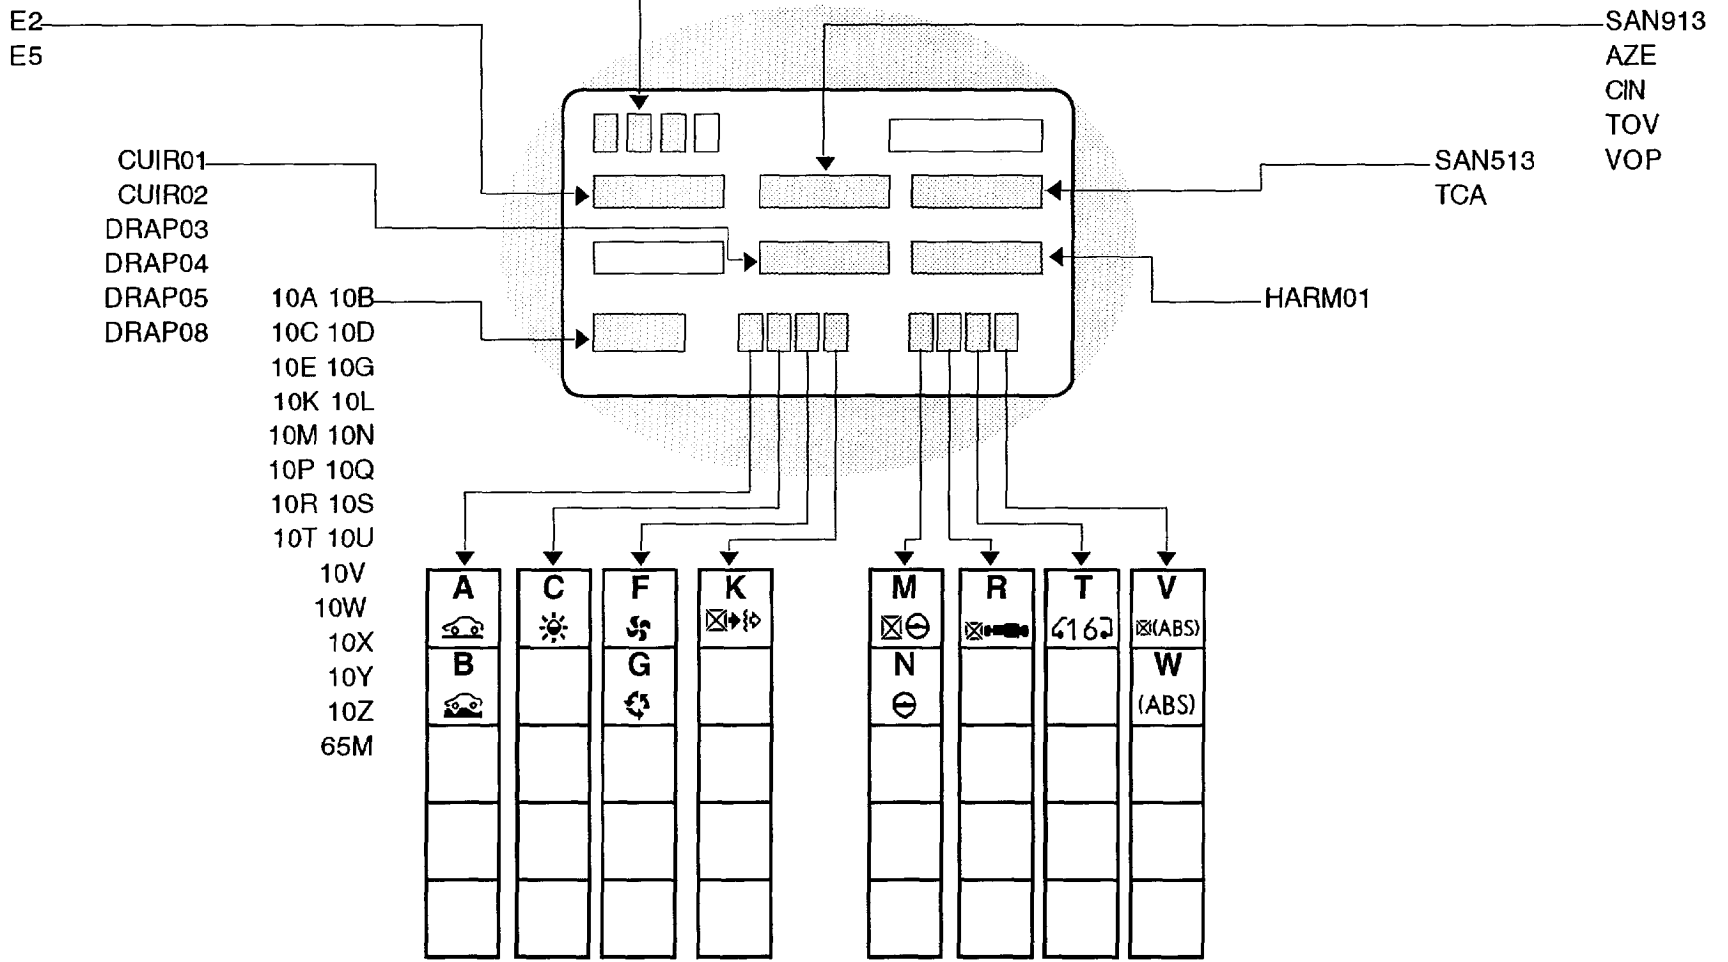 E2
E5
SAN913
AZE
CIN
TOV
VOP
CUIR01
CUIR02
DRAP03
DRAP04
DRAP05
DRAP08
SAN513
TCA
HARM01
10A 10B
10C 10D
10E 10G
10K 10L
10M 10N
10P 10Q
10R 10S
10T 10U
10V
10W
10X
10Y
10Z
65M
A C F K M R T V
16 (ABS)
B G N W
(ABS)